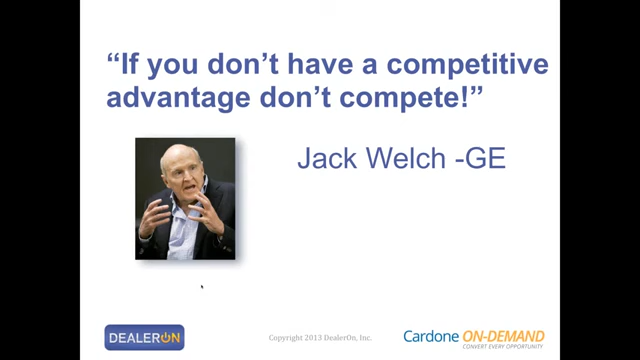 “If you don’t have a competitive
advantage don’t compete!”
Jack Welch -GE
DEALERON
Copyright 2013 DealerOn, Inc.
Cardone ON-DEMAND
CONVERT EVERY OPPORTUNITY